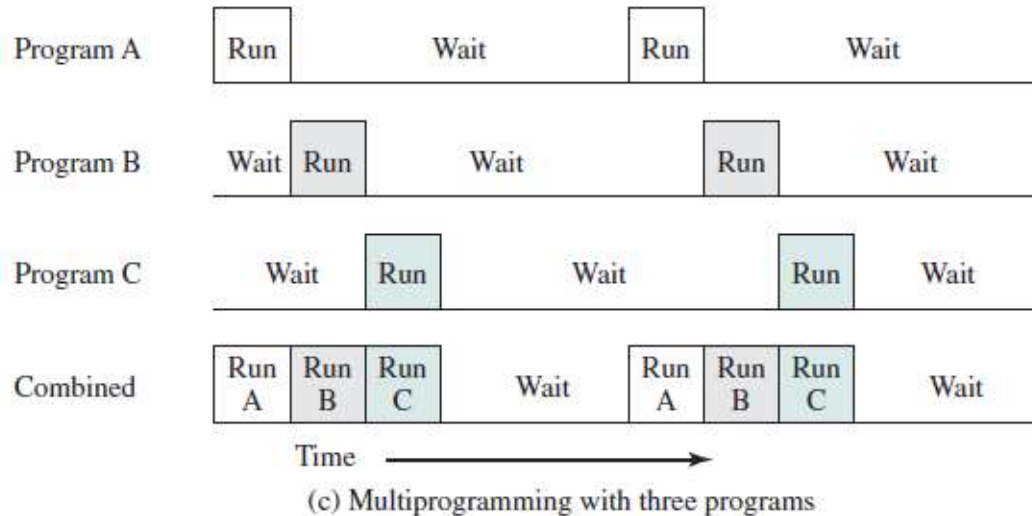 Program A Run Wait Run Wait
Program B Wait Run Wait Run Wait
Program C Wait Run Wait Run Wait
Combined Run A Run B Run C Wait Run A Run B Run C Wait
Time
(c) Multiprogramming with three programs